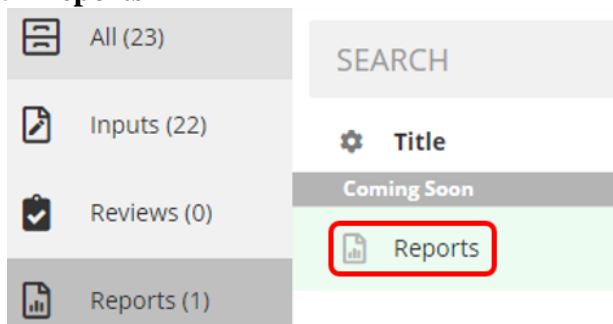 All (23)
Inputs (22)
Reviews (0)
Reports (1)
SEARCH
Title
Coming Soon
Reports